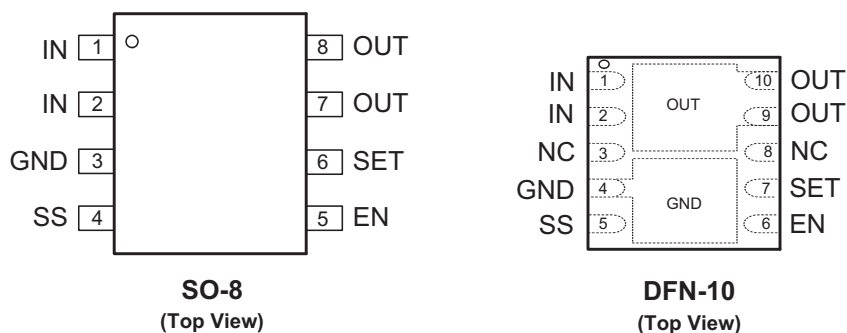 IN 1 8 OUT
IN 2 7 OUT
GND 3 6 SET
SS 4 5 EN
SO-8
(Top View)
IN 1 10 OUT
OUT
IN 2 9 OUT
NC 3 8 NC
GND 4 7 SET
GND
SS 5 6 EN
DFN-10
(Top View)